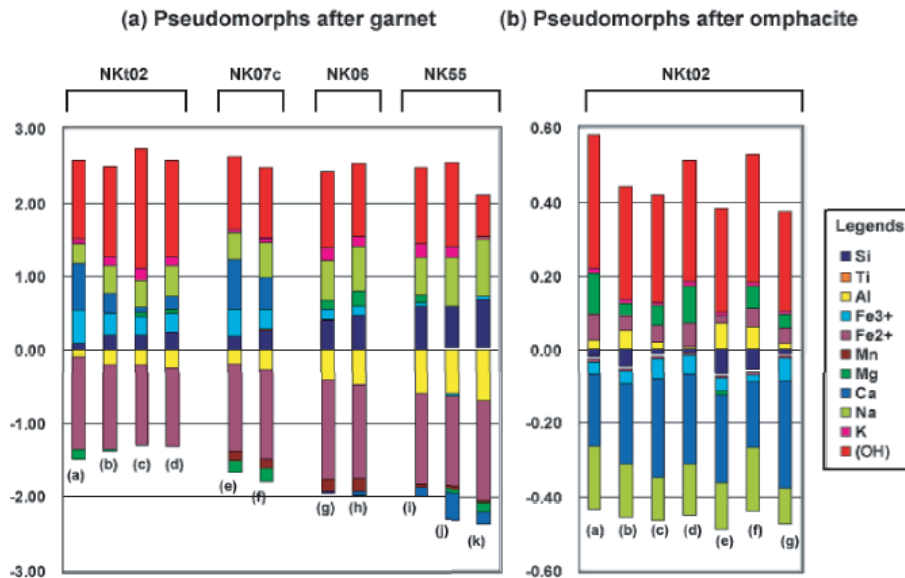 (a) Pseudomorphs after garnet
(b) Pseudomorphs after omphacite
NKt02 NK07c NK06 NK55
NKt02
3.00
2.00
1.00
0.00
-1.00
-2.00
-3.00
(a) (b) (c) (d) (e) (f) (g) (h) (i) (j) (k)
0.60
0.40
0.20
0.00
-0.20
-0.40
-0.60
(a) (b) (c) (d) (e) (f) (g)
Legends
Si
Ti
Al
Fe3+
Fe2+
Mn
Mg
Ca
Na
K
(OH)